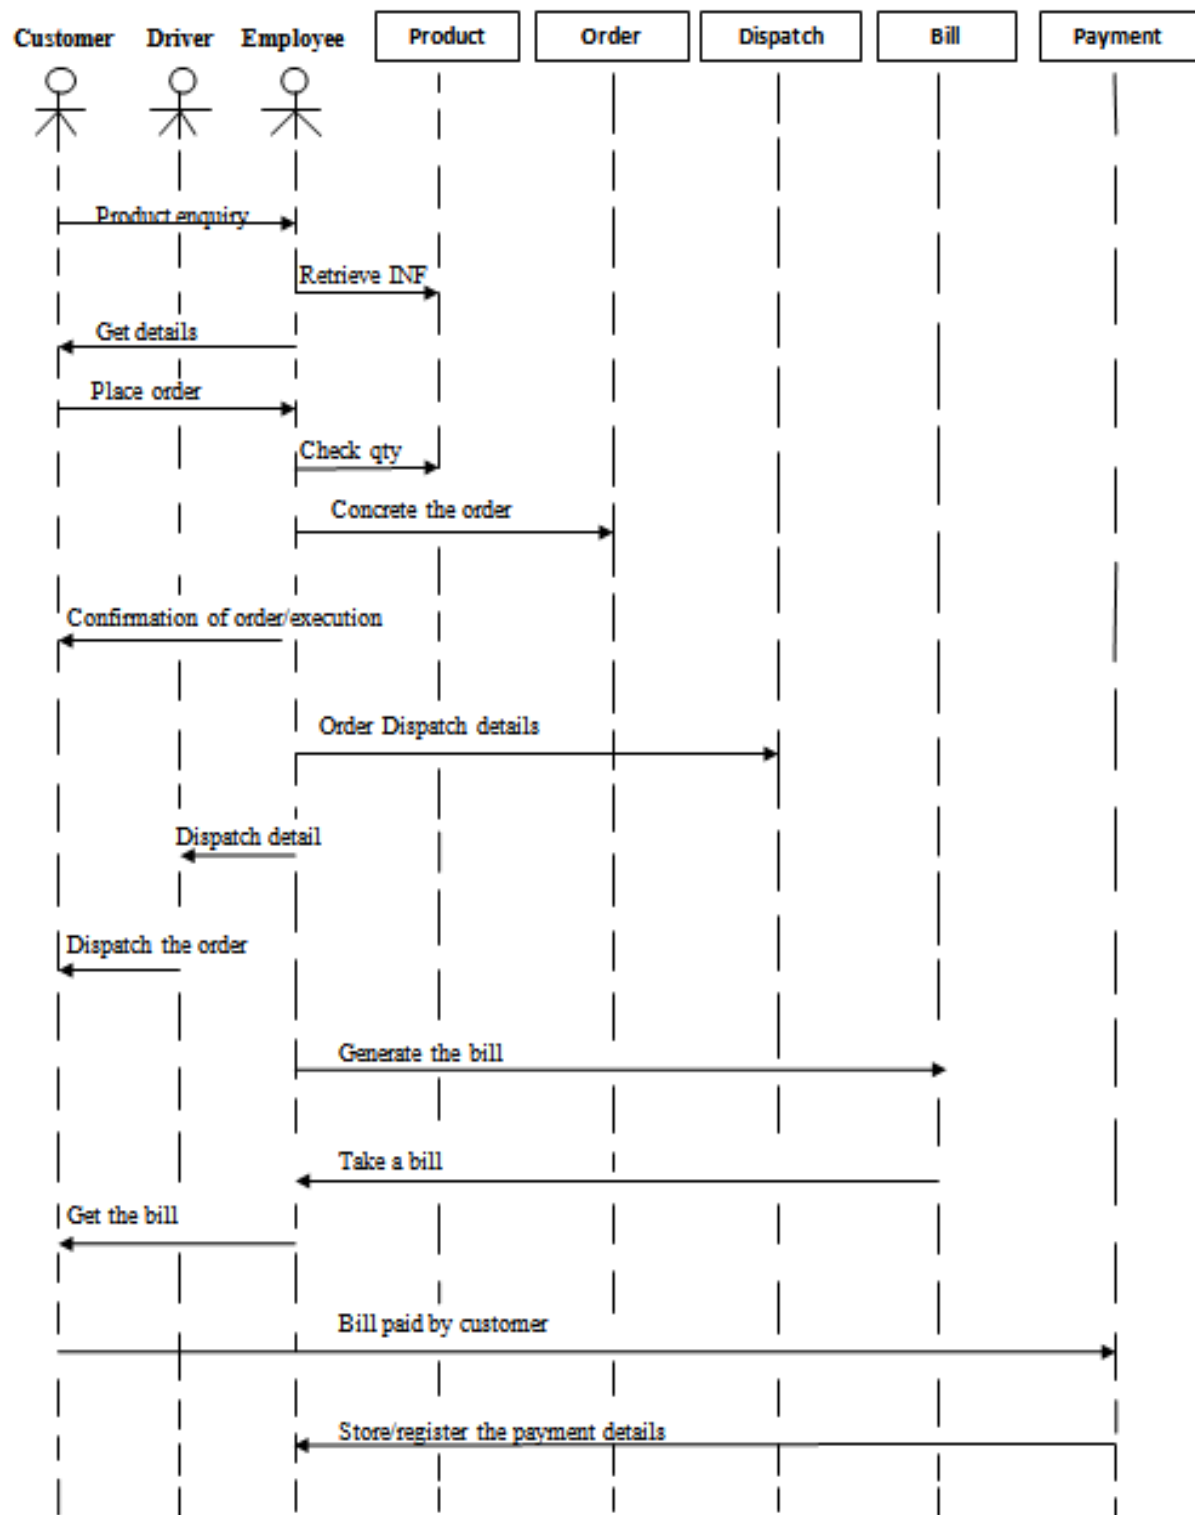 Customer Driver Employee Product Order Dispatch Bill Payment
Product enquiry
Retrieve INF
Get details
Place order
Check qty
Concrete the order
Confirmation of order/execution
Order Dispatch details
Dispatch detail
Dispatch the order
Generate the bill
Take a bill
Get the bill
Bill paid by customer
Store/register the payment details